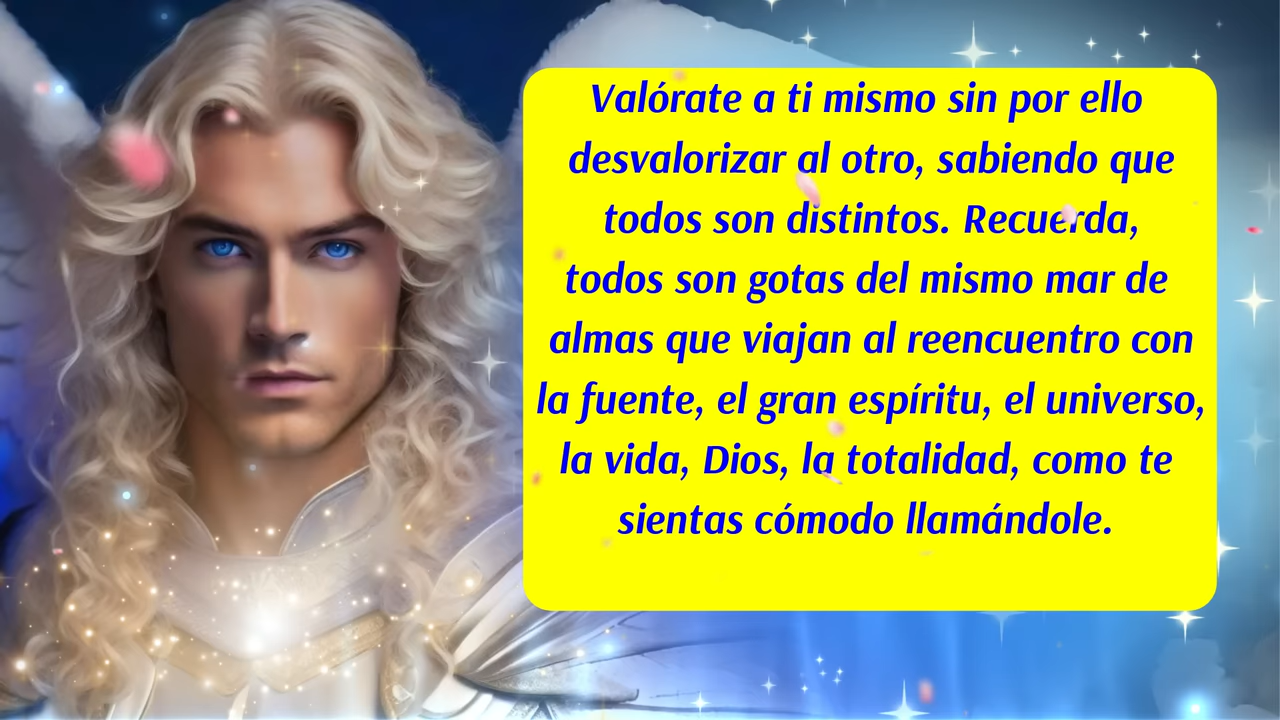 Valórate a ti mismo sin por ello
desvalorizar al otro, sabiendo que
todos son distintos. Recuerda,
todos son gotas del mismo mar de
almas que viajan al reencuentro con
la fuente, el gran espíritu, el universo,
la vida, Dios, la totalidad, como te
sientas cómodo llamándole.